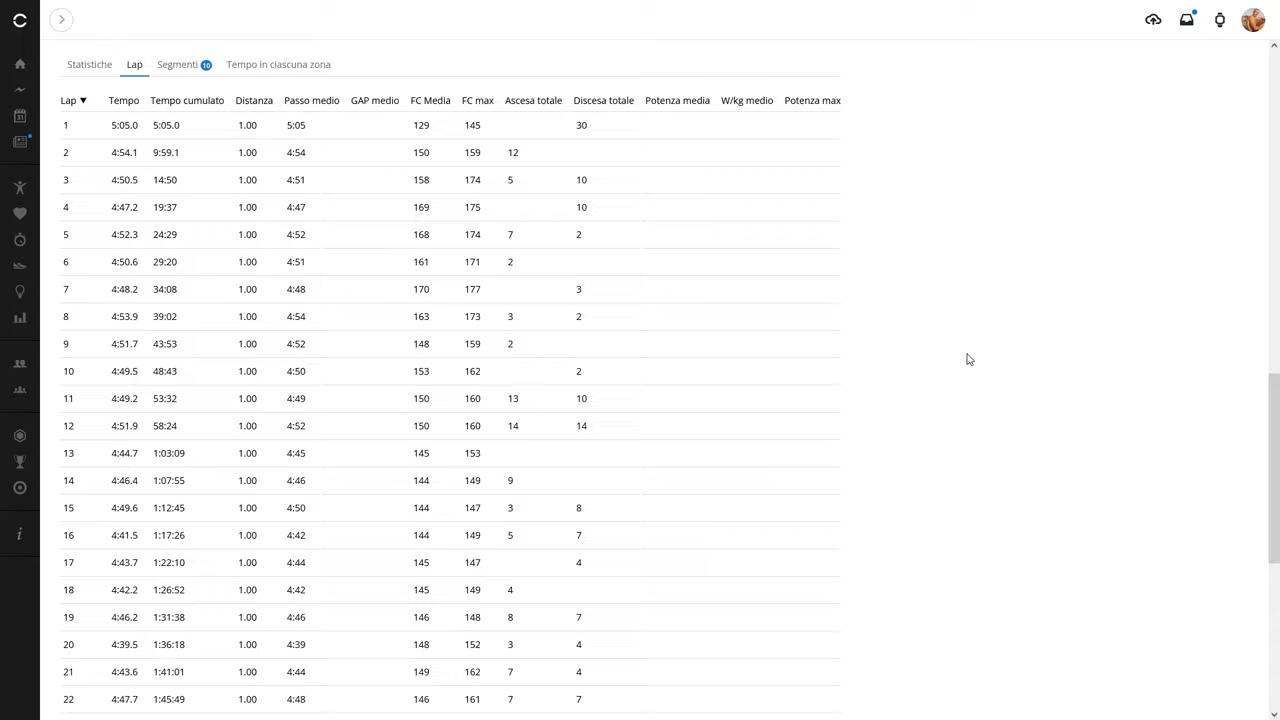 Statistiche Lap Segmenti 10 Tempo in ciascuna zona
Lap ▼ Tempo Tempo cumulato Distanza Passo medio GAP medio FC Media FC max Ascesa totale Discesa totale Potenza media W/kg medio Potenza max
1 5:05.0 5:05.0 1.00 5:05 129 145 30
2 4:54.1 9:59.1 1.00 4:54 150 159 12
3 4:50.5 14:50 1.00 4:51 158 174 5 10
4 4:47.2 19:37 1.00 4:47 169 175 10
5 4:52.3 24:29 1.00 4:52 168 174 7 2
6 4:50.6 29:20 1.00 4:51 161 171 2
7 4:48.2 34:08 1.00 4:48 170 177 3
8 4:53.9 39:02 1.00 4:54 163 173 3 2
9 4:51.7 43:53 1.00 4:52 148 159 2
10 4:49.5 48:43 1.00 4:50 153 162 2
11 4:49.2 53:32 1.00 4:49 150 160 13 10
12 4:51.9 58:24 1.00 4:52 150 160 14 14
13 4:44.7 1:03:09 1.00 4:45 145 153
14 4:46.4 1:07:55 1.00 4:46 144 149 9
15 4:49.6 1:12:45 1.00 4:50 144 147 3 8
16 4:41.5 1:17:26 1.00 4:42 144 149 5 7
17 4:43.7 1:22:10 1.00 4:44 145 147 4
18 4:42.2 1:26:52 1.00 4:42 145 149 4
19 4:46.2 1:31:38 1.00 4:46 146 148 8 7
20 4:39.5 1:36:18 1.00 4:39 148 152 3 4
21 4:43.6 1:41:01 1.00 4:44 149 162 7 4
22 4:47.7 1:45:49 1.00 4:48 146 161 7 7
31